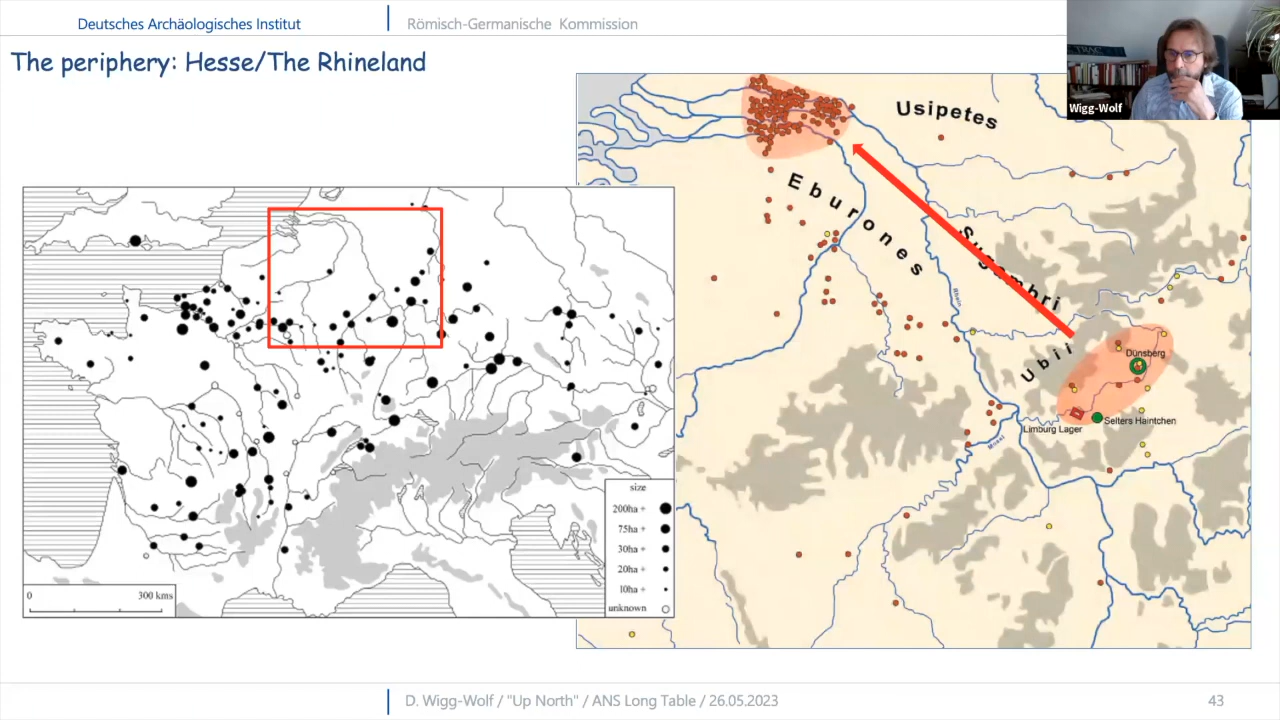 Deutsches Archäologisches Institut
Römisch-Germanische Kommission
The periphery: Hesse/The Rhineland
Wigg-Wolf
Usipetes
Eburones
Sugambri
Rhein
Ubii
Dünsberg
Selters Haintchen
Limburg Lager
Mosel
size
200ha +
75ha +
30ha +
20ha +
10ha +
unknown
0 300 kms
D. Wigg-Wolf / "Up North" / ANS Long Table / 26.05.2023
43